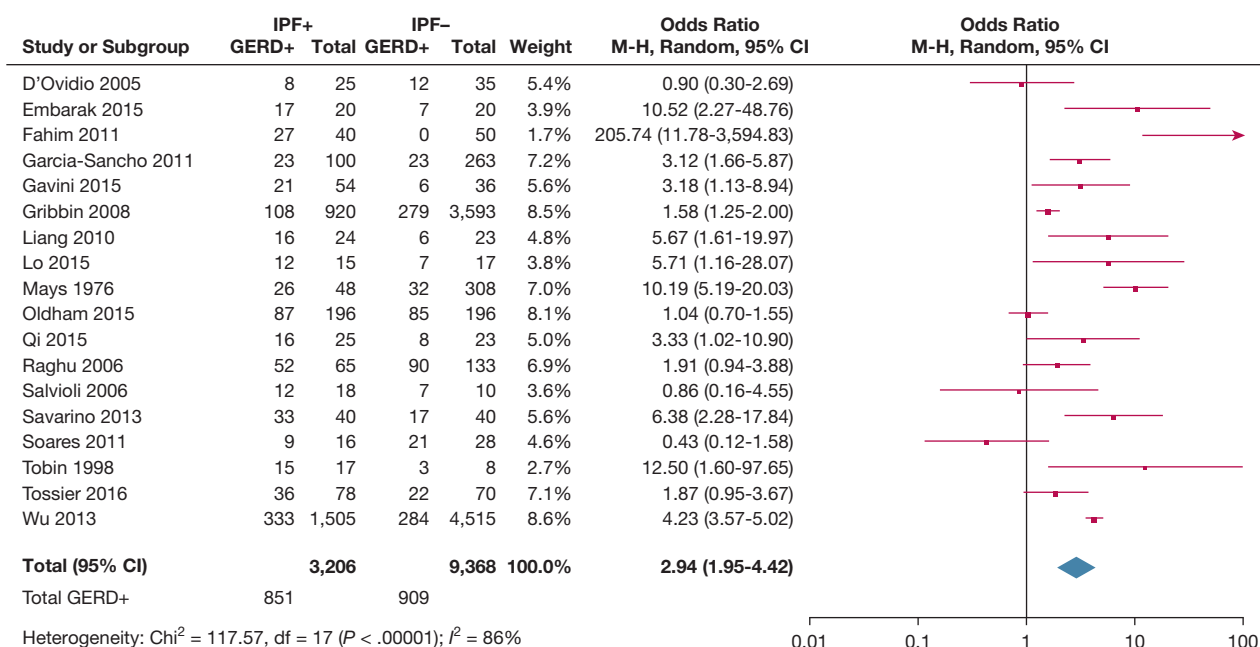 IPF+ IPF– Odds Ratio Odds Ratio
Study or Subgroup GERD+ Total GERD+ Total Weight M-H, Random, 95% CI M-H, Random, 95% CI
D’Ovidio 2005 8 25 12 35 5.4% 0.90 (0.30-2.69)
Embarak 2015 17 20 7 20 3.9% 10.52 (2.27-48.76)
Fahim 2011 27 40 0 50 1.7% 205.74 (11.78-3,594.83)
Garcia-Sancho 2011 23 100 23 263 7.2% 3.12 (1.66-5.87)
Gavini 2015 21 54 6 36 5.6% 3.18 (1.13-8.94)
Gribbin 2008 108 920 279 3,593 8.5% 1.58 (1.25-2.00)
Liang 2010 16 24 6 23 4.8% 5.67 (1.61-19.97)
Lo 2015 12 15 7 17 3.8% 5.71 (1.16-28.07)
Mays 1976 26 48 32 308 7.0% 10.19 (5.19-20.03)
Oldham 2015 87 196 85 196 8.1% 1.04 (0.70-1.55)
Qi 2015 16 25 8 23 5.0% 3.33 (1.02-10.90)
Raghu 2006 52 65 90 133 6.9% 1.91 (0.94-3.88)
Salvioli 2006 12 18 7 10 3.6% 0.86 (0.16-4.55)
Savarino 2013 33 40 17 40 5.6% 6.38 (2.28-17.84)
Soares 2011 9 16 21 28 4.6% 0.43 (0.12-1.58)
Tobin 1998 15 17 3 8 2.7% 12.50 (1.60-97.65)
Tossier 2016 36 78 22 70 7.1% 1.87 (0.95-3.67)
Wu 2013 333 1,505 284 4,515 8.6% 4.23 (3.57-5.02)
Total (95% CI) 3,206 9,368 100.0% 2.94 (1.95-4.42)
Total GERD+ 851 909
Heterogeneity: Chi² = 117.57, df = 17 (P < .00001); I² = 86%
0.01 0.1 1 10 100